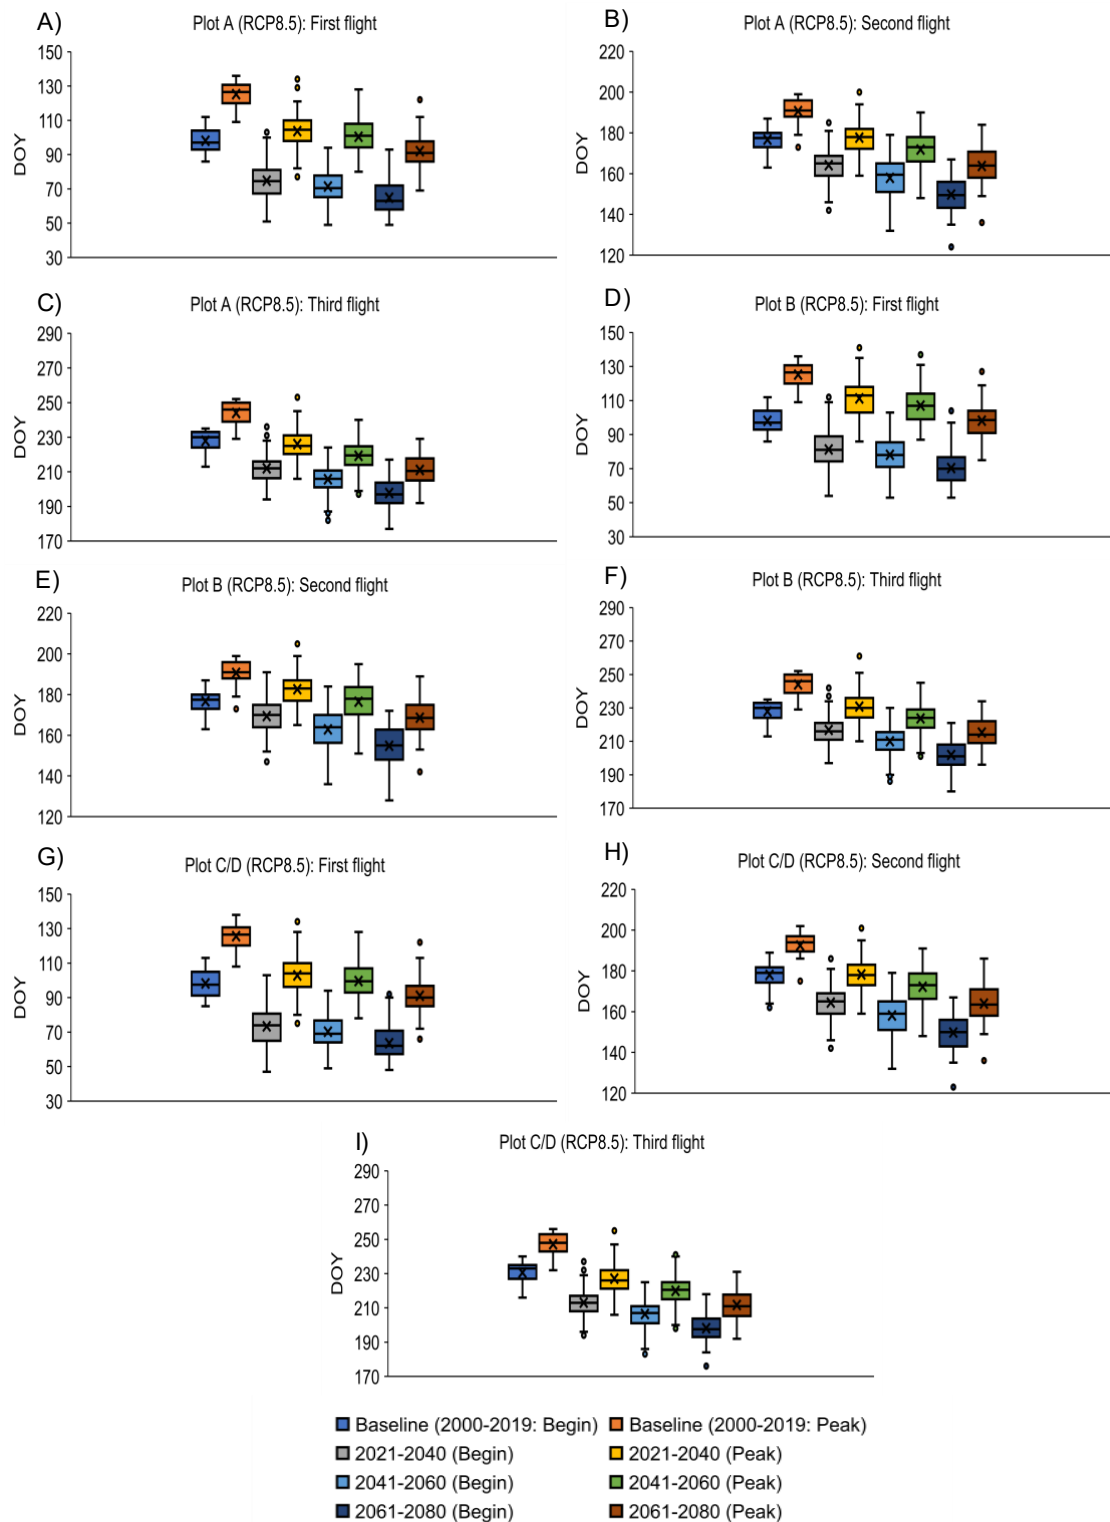 A)
Plot A (RCP8.5): First flight
150
130
110
90
70
50
30
DOY
B)
Plot A (RCP8.5): Second flight
220
200
180
160
140
120
DOY
C)
Plot A (RCP8.5): Third flight
290
270
250
230
210
190
170
DOY
D)
Plot B (RCP8.5): First flight
150
130
110
90
70
50
30
DOY
E)
Plot B (RCP8.5): Second flight
220
200
180
160
140
120
DOY
F)
Plot B (RCP8.5): Third flight
290
270
250
230
210
190
170
DOY
G)
Plot C/D (RCP8.5): First flight
150
130
110
90
70
50
30
DOY
H)
Plot C/D (RCP8.5): Second flight
220
200
180
160
140
120
DOY
I)
Plot C/D (RCP8.5): Third flight
290
270
250
230
210
190
170
DOY
Baseline (2000-2019: Begin)
Baseline (2000-2019: Peak)
2021-2040 (Begin)
2021-2040 (Peak)
2041-2060 (Begin)
2041-2060 (Peak)
2061-2080 (Begin)
2061-2080 (Peak)